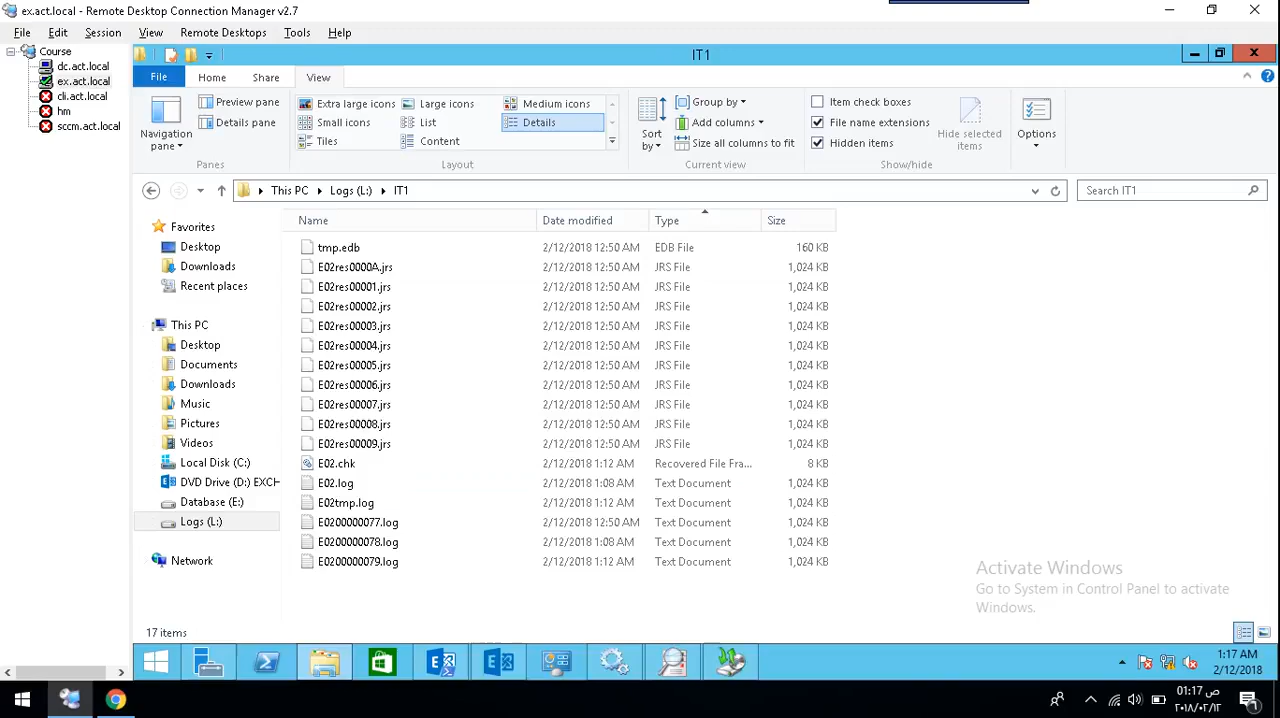 ex.act.local - Remote Desktop Connection Manager v2.7
File Edit Session View Remote Desktops Tools Help
Course
dc.act.local
ex.act.local
cli.act.local
hm
sccm.act.local
IT1
File Home Share View
Navigation pane
Preview pane
Details pane
Panes
Extra large icons Large icons Medium icons
Small icons List Details
Tiles Content
Layout
Sort by
Group by
Add columns
Size all columns to fit
Current view
Item check boxes
File name extensions
Hidden items
Hide selected items
Show/hide
Options
This PC Logs (L:) IT1
Search IT1
Favorites
Desktop
Downloads
Recent places
This PC
Desktop
Documents
Downloads
Music
Pictures
Videos
Local Disk (C:)
DVD Drive (D:) EXCH
Database (E:)
Logs (L:)
Network
Name Date modified Type Size
tmp.edb 2/12/2018 12:50 AM EDB File 160 KB
E02res0000A.jrs 2/12/2018 12:50 AM JRS File 1,024 KB
E02res00001.jrs 2/12/2018 12:50 AM JRS File 1,024 KB
E02res00002.jrs 2/12/2018 12:50 AM JRS File 1,024 KB
E02res00003.jrs 2/12/2018 12:50 AM JRS File 1,024 KB
E02res00004.jrs 2/12/2018 12:50 AM JRS File 1,024 KB
E02res00005.jrs 2/12/2018 12:50 AM JRS File 1,024 KB
E02res00006.jrs 2/12/2018 12:50 AM JRS File 1,024 KB
E02res00007.jrs 2/12/2018 12:50 AM JRS File 1,024 KB
E02res00008.jrs 2/12/2018 12:50 AM JRS File 1,024 KB
E02res00009.jrs 2/12/2018 12:50 AM JRS File 1,024 KB
E02.chk 2/12/2018 1:12 AM Recovered File Fra... 8 KB
E02.log 2/12/2018 1:08 AM Text Document 1,024 KB
E02tmp.log 2/12/2018 1:12 AM Text Document 1,024 KB
E0200000077.log 2/12/2018 12:50 AM Text Document 1,024 KB
E0200000078.log 2/12/2018 1:08 AM Text Document 1,024 KB
E0200000079.log 2/12/2018 1:12 AM Text Document 1,024 KB
Activate Windows
Go to System in Control Panel to activate
Windows.
17 items
1:17 AM
2/12/2018
01:17 ص
٢٠١٨/٠٢/١٢